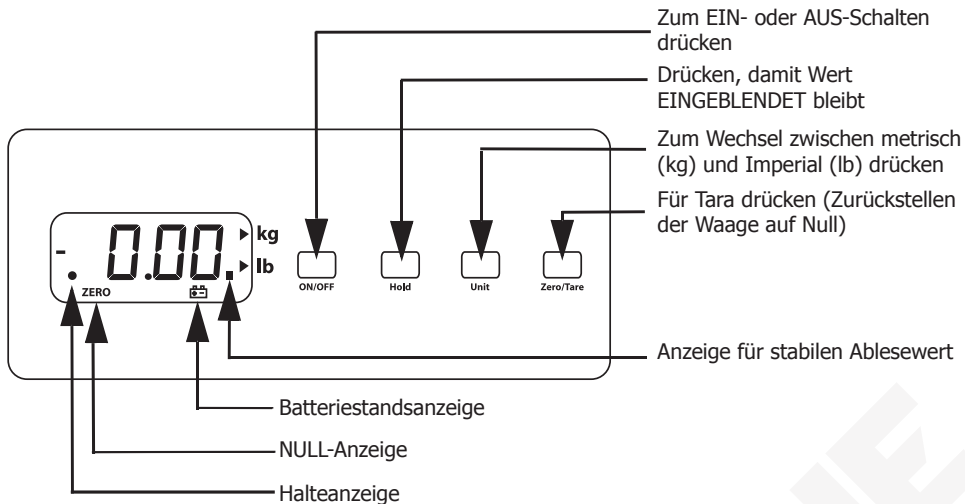 Zum EIN- oder AUS-Schalten
drücken
Drücken, damit Wert
EINGEBLENDET bleibt
Zum Wechsel zwischen metrisch
(kg) und Imperial (lb) drücken
Für Tara drücken (Zurückstellen
der Waage auf Null)
- 0.00. kg
lb
ZERO
ON/OFF Hold Unit Zero/Tare
Anzeige für stabilen Ablesewert
Batteriestandsanzeige
NULL-Anzeige
Halteanzeige